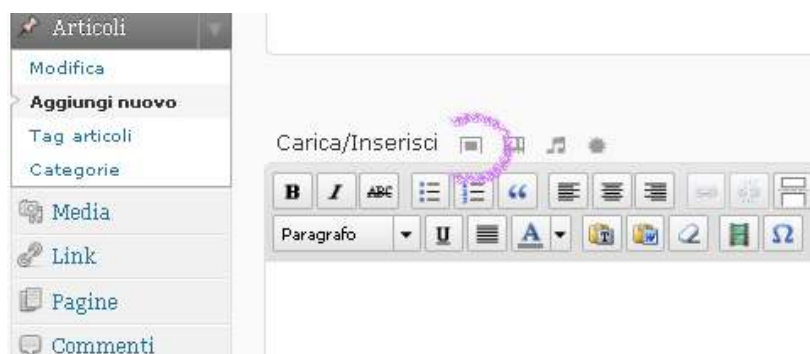 Articoli
Modifica
Aggiungi nuovo
Tag articoli
Categorie
Media
Link
Pagine
Commenti
Carica/Inserisci
B I ABC
Paragrafo U A T W Ω